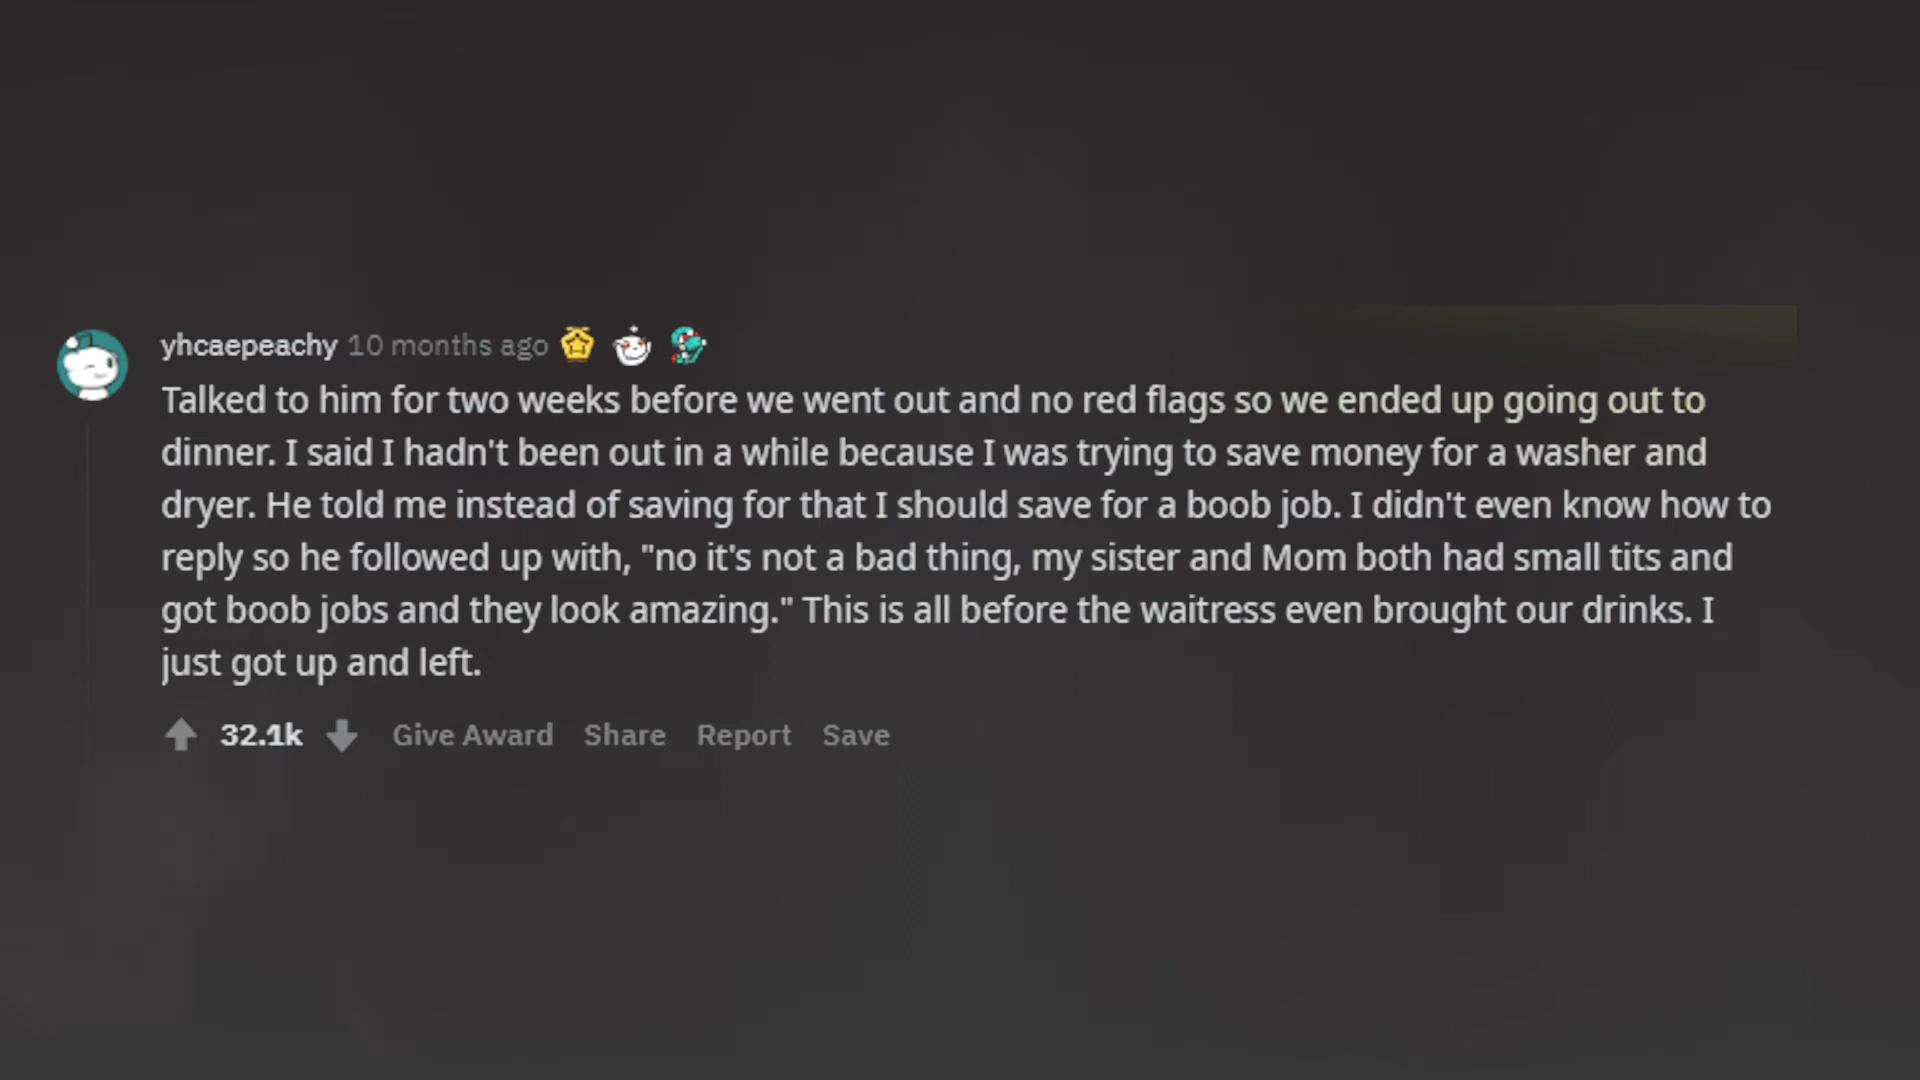 yhcaepeachy 10 months ago
Talked to him for two weeks before we went out and no red flags so we ended up going out to
dinner. I said I hadn't been out in a while because I was trying to save money for a washer and
dryer. He told me instead of saving for that I should save for a boob job. I didn't even know how to
reply so he followed up with, "no it's not a bad thing, my sister and Mom both had small tits and
got boob jobs and they look amazing." This is all before the waitress even brought our drinks. I
just got up and left.
32.1k Give Award Share Report Save